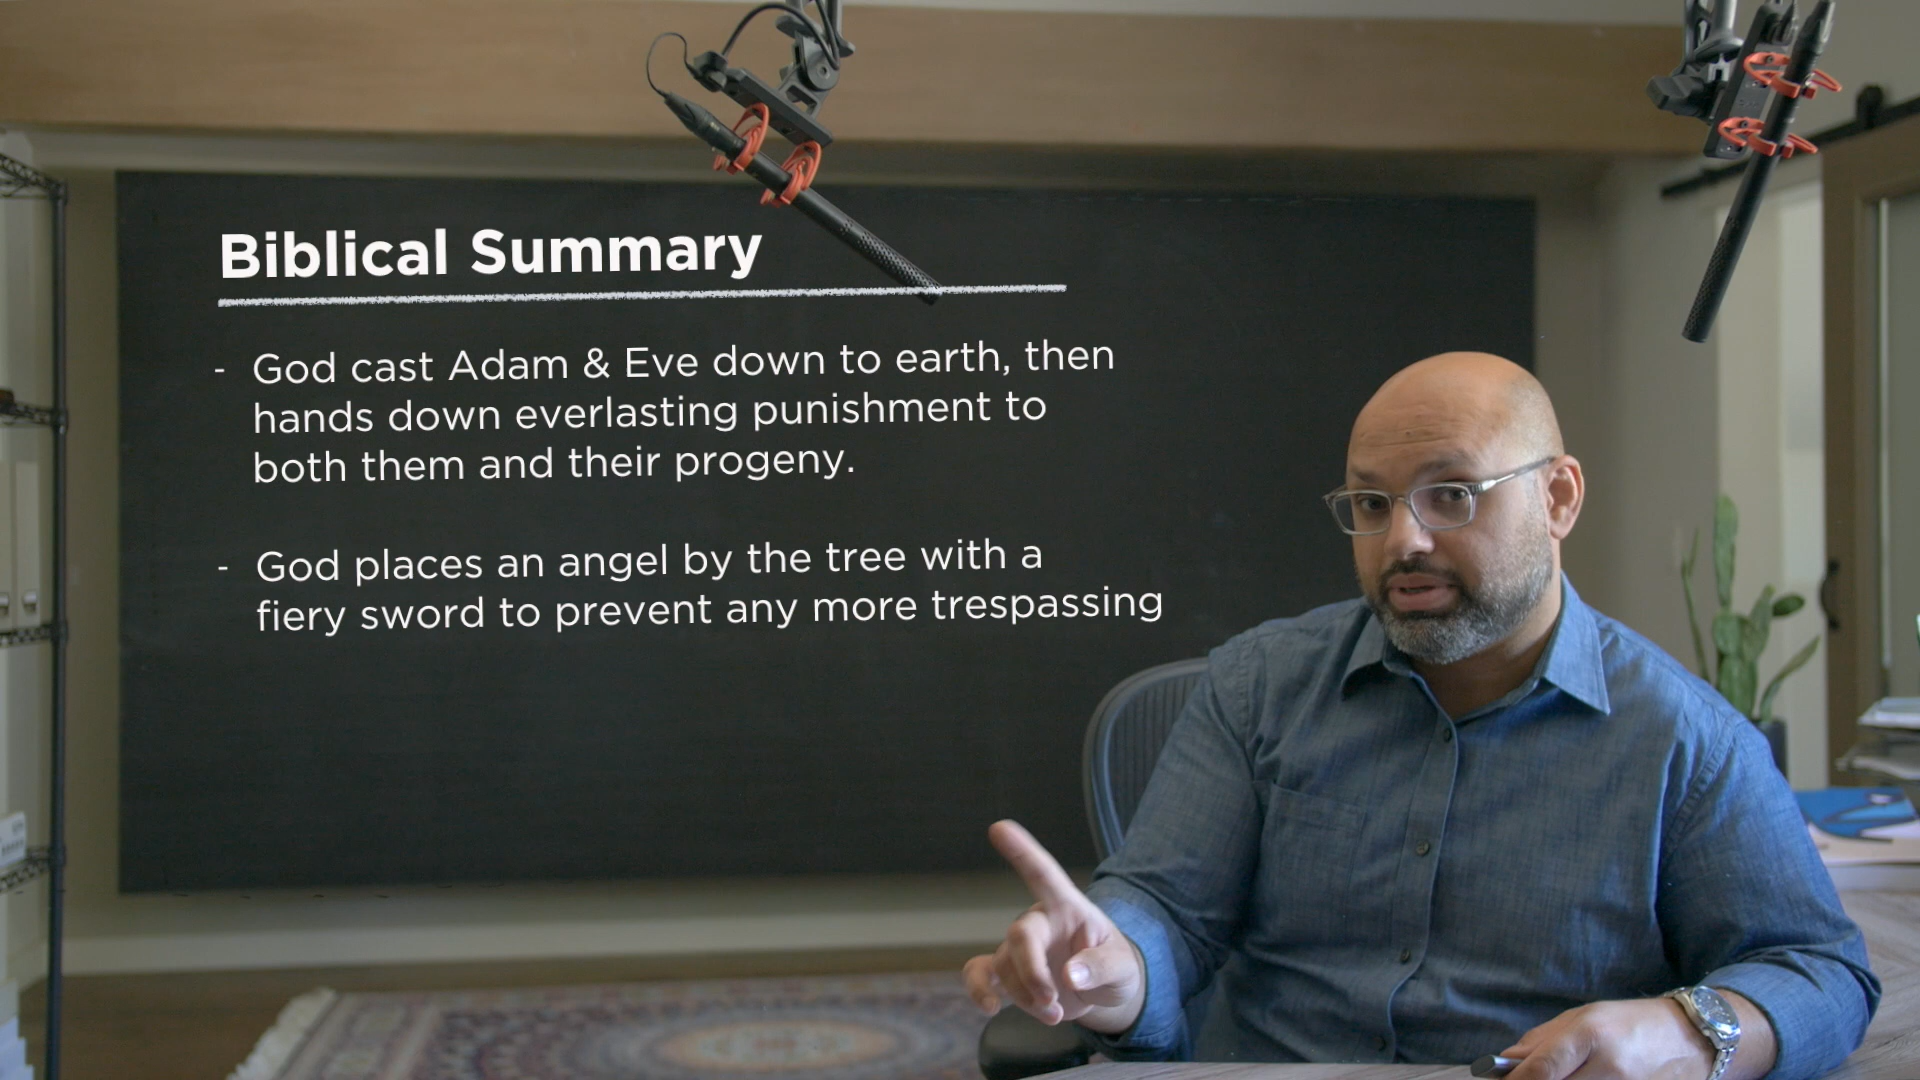 Biblical Summary
- God cast Adam & Eve down to earth, then
hands down everlasting punishment to
both them and their progeny.
- God places an angel by the tree with a
fiery sword to prevent any more trespassing